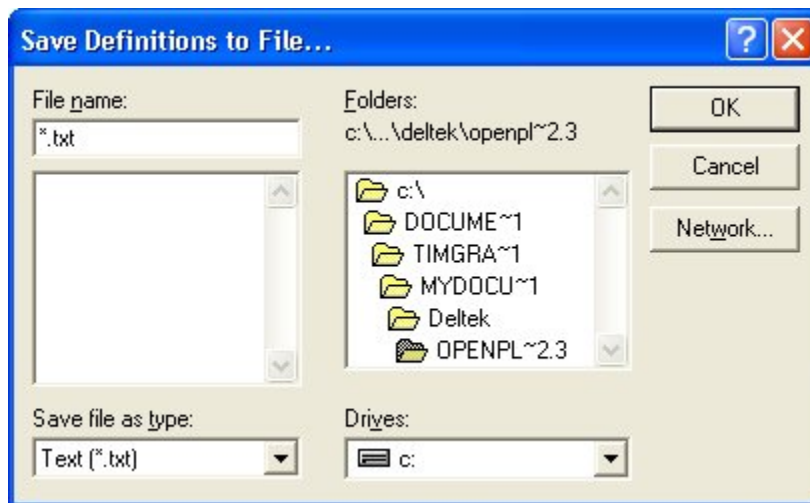 Save Definitions to File...
File name:
*.txt
Folders:
c:\...\deltek\openpl~2.3
c:\
DOCUME~1
TIMGRA~1
MYDOCU~1
Deltek
OPENPL~2.3
OK
Cancel
Network...
Save file as type:
Text (*.txt)
Drives:
c: